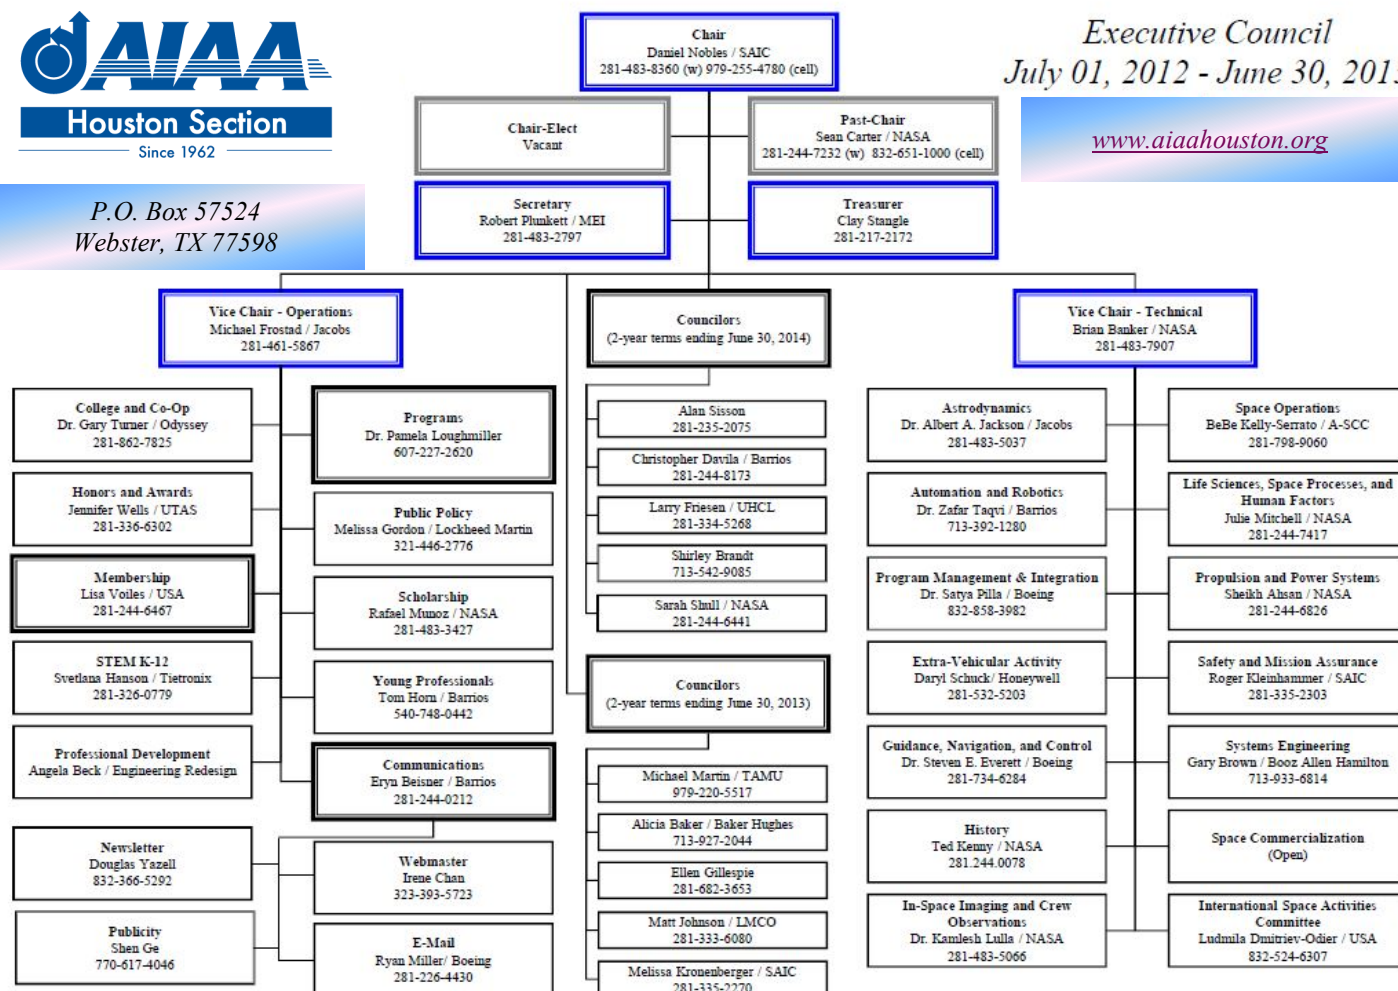 AIAA
Houston Section
Since 1962
P.O. Box 57524
Webster, TX 77598
Executive Council
July 01, 2012 - June 30, 201
www.aiaahouston.org
Chair
Daniel Nobles / SAIC
281-483-8360 (w) 979-255-4780 (cell)
Chair-Elect
Vacant
Past-Chair
Sean Carter / NASA
281-244-7232 (w) 832-651-1000 (cell)
Secretary
Robert Plunkett / MEI
281-483-2797
Treasurer
Clay Stangle
281-217-2172
Vice Chair - Operations
Michael Frostad / Jacobs
281-461-5867
College and Co-Op
Dr. Gary Turner / Odyssey
281-862-7825
Honors and Awards
Jennifer Wells / UTAS
281-336-6302
Membership
Lisa Voiles / USA
281-244-6467
STEM K-12
Svetlana Hanson / Tietronix
281-326-0779
Professional Development
Angela Beck / Engineering Redesign
Programs
Dr. Pamela Loughmiller
607-227-2620
Public Policy
Melissa Gordon / Lockheed Martin
321-446-2776
Scholarship
Rafael Munoz / NASA
281-483-3427
Young Professionals
Tom Horn / Barrios
540-748-0442
Communications
Eryn Beisner / Barrios
281-244-0212
Newsletter
Douglas Yazell
832-366-5292
Publicity
Shen Ge
770-617-4046
Webmaster
Irene Chan
323-393-5723
E-Mail
Ryan Miller/ Boeing
281-226-4430
Councilors
(2-year terms ending June 30, 2014)
Alan Sisson
281-235-2075
Christopher Davila / Barrios
281-244-8173
Larry Friesen / UHCL
281-334-5268
Shirley Brandt
713-542-9085
Sarah Shull / NASA
281-244-6441
Councilors
(2-year terms ending June 30, 2013)
Michael Martin / TAMU
979-220-5517
Alicia Baker / Baker Hughes
713-927-2044
Ellen Gillespie
281-682-3653
Matt Johnson / LMCO
281-333-6080
Melissa Kronenberger / SAIC
281-335-2270
Vice Chair - Technical
Brian Banker / NASA
281-483-7907
Astrodynamics
Dr. Albert A. Jackson / Jacobs
281-483-5037
Automation and Robotics
Dr. Zafar Taqvi / Barrios
713-392-1280
Program Management & Integration
Dr. Satya Pilla / Boeing
832-858-3982
Extra-Vehicular Activity
Daryl Schuck/ Honeywell
281-532-5203
Guidance, Navigation, and Control
Dr. Steven E. Everett / Boeing
281-734-6284
History
Ted Kenny / NASA
281.244.0078
In-Space Imaging and Crew
Observations
Dr. Kamlesh Lulla / NASA
281-483-5066
Space Operations
BeBe Kelly-Serrato / A-SCC
281-798-9060
Life Sciences, Space Processes, and
Human Factors
Julie Mitchell / NASA
281-244-7417
Propulsion and Power Systems
Sheikh Ahsan / NASA
281-244-6826
Safety and Mission Assurance
Roger Kleinhammer / SAIC
281-335-2303
Systems Engineering
Gary Brown / Booz Allen Hamilton
713-933-6814
Space Commercialization
(Open)
International Space Activities
Committee
Ludmila Dmitriev-Odier / USA
832-524-6307